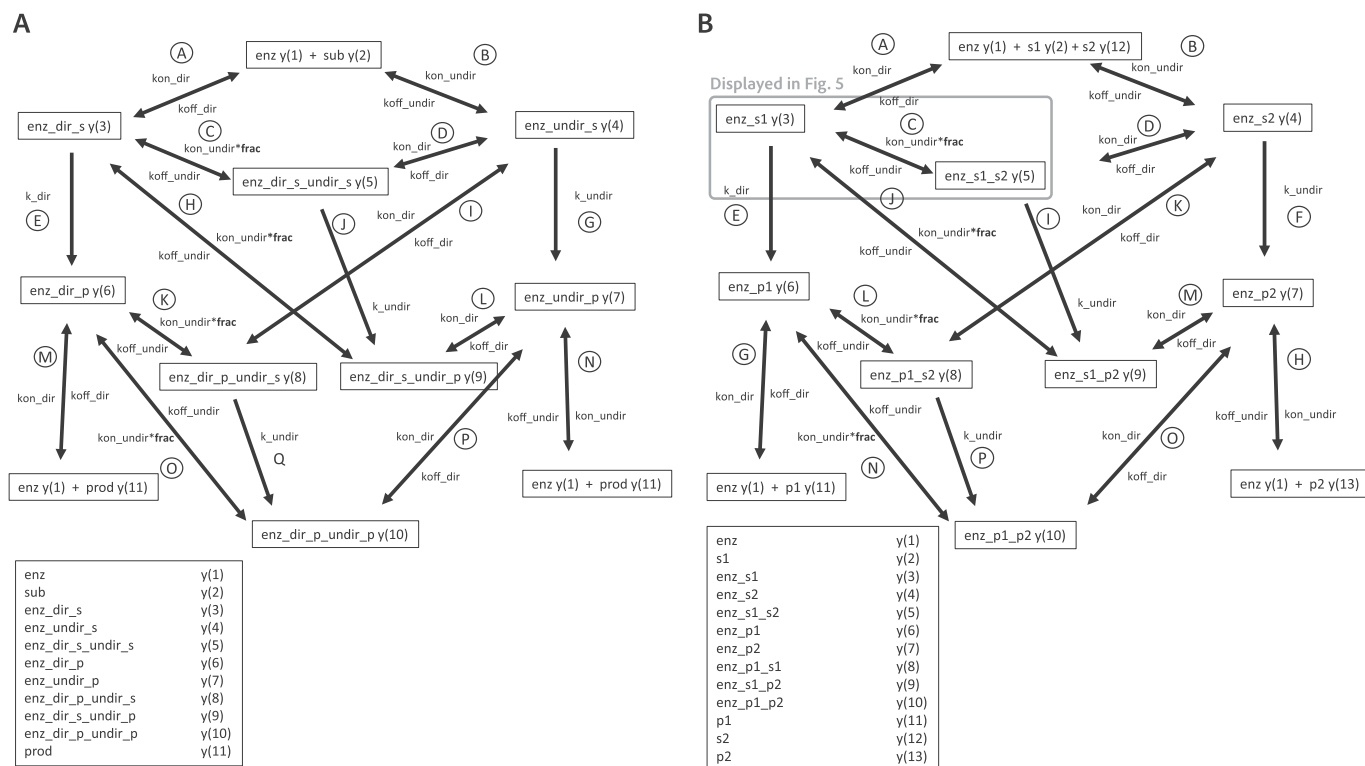 A
A
B
enz y(1) + sub y(2)
kon_dir
kon_undir
koff_dir
koff_undir
enz_dir_s y(3)
enz_undir_s y(4)
C
D
kon_undir*frac
kon_dir
koff_undir
koff_dir
enz_dir_s_undir_s y(5)
k_dir
E
H
J
I
kon_dir
k_undir
G
kon_undir*frac
koff_undir
koff_dir
enz_dir_p y(6)
enz_undir_p y(7)
K
L
k_undir
kon_undir*frac
kon_dir
koff_undir
koff_dir
M
N
enz_dir_p_undir_s y(8)
enz_dir_s_undir_p y(9)
kon_dir
koff_dir
koff_undir
koff_undir
kon_undir
kon_undir*frac
k_undir
kon_dir
P
O
Q
koff_dir
enz y(1) + prod y(11)
enz y(1) + prod y(11)
enz_dir_p_undir_p y(10)
enz y(1)
sub y(2)
enz_dir_s y(3)
enz_undir_s y(4)
enz_dir_s_undir_s y(5)
enz_dir_p y(6)
enz_undir_p y(7)
enz_dir_p_undir_s y(8)
enz_dir_s_undir_p y(9)
enz_dir_p_undir_p y(10)
prod y(11)
B
A
B
enz y(1) + s1 y(2) + s2 y(12)
kon_dir
kon_undir
Displayed in Fig. 5
koff_dir
koff_undir
enz_s1 y(3)
enz_s2 y(4)
C
D
kon_undir*frac
kon_dir
koff_undir
koff_dir
enz_s1_s2 y(5)
k_dir
E
J
I
K
kon_dir
k_undir
F
kon_undir*frac
koff_undir
koff_dir
enz_p1 y(6)
enz_p2 y(7)
L
M
k_undir
kon_undir*frac
kon_dir
koff_undir
koff_dir
G
H
enz_p1_s2 y(8)
enz_s1_p2 y(9)
kon_dir
koff_dir
koff_undir
koff_undir
kon_undir
kon_undir*frac
k_undir
kon_dir
O
N
P
koff_dir
enz y(1) + p1 y(11)
enz y(1) + p2 y(13)
enz_p1_p2 y(10)
enz y(1)
s1 y(2)
enz_s1 y(3)
enz_s2 y(4)
enz_s1_s2 y(5)
enz_p1 y(6)
enz_p2 y(7)
enz_p1_s1 y(8)
enz_s1_p2 y(9)
enz_p1_p2 y(10)
p1 y(11)
s2 y(12)
p2 y(13)